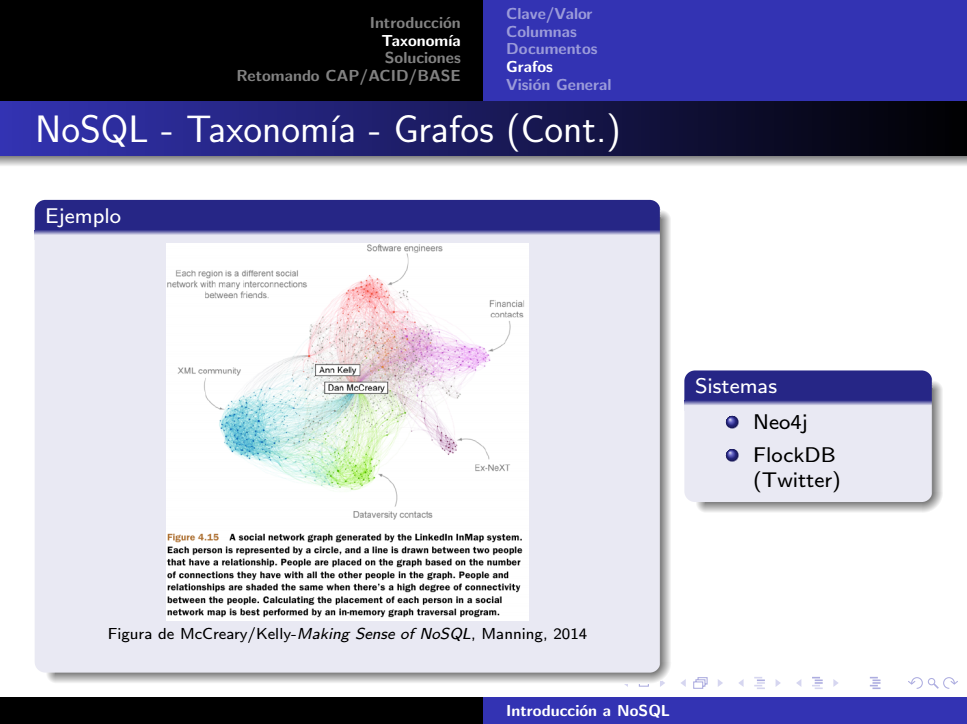 Introducción
Taxonomía
Soluciones
Retomando CAP/ACID/BASE
Clave/Valor
Columnas
Documentos
Grafos
Visión General
NoSQL - Taxonomía - Grafos (Cont.)
Ejemplo
Software engineers
Each region is a different social
network with many interconnections
between friends.
Financial
contacts
XML community
Ann Kelly
Dan McCreary
Ex-NeXT
Dataversity contacts
Figure 4.15 A social network graph generated by the LinkedIn InMap system.
Each person is represented by a circle, and a line is drawn between two people
that have a relationship. People are placed on the graph based on the number
of connections they have with all the other people in the graph. People and
relationships are shaded the same when there's a high degree of connectivity
between the people. Calculating the placement of each person in a social
network map is best performed by an in-memory graph traversal program.
Figura de McCreary/Kelly-Making Sense of NoSQL, Manning, 2014
Sistemas
Neo4j
FlockDB
(Twitter)
Introducción a NoSQL